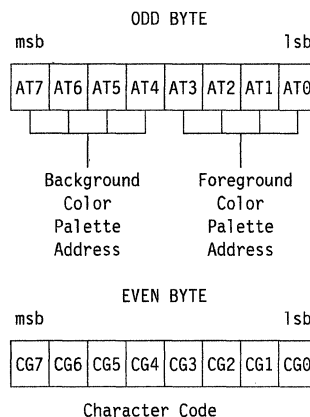 ODD BYTE
msb lsb
AT7 AT6 AT5 AT4 AT3 AT2 AT1 AT0
Background Foreground
Color Color
Palette Palette
Address Address
EVEN BYTE
msb lsb
CG7 CG6 CG5 CG4 CG3 CG2 CG1 CG0
Character Code